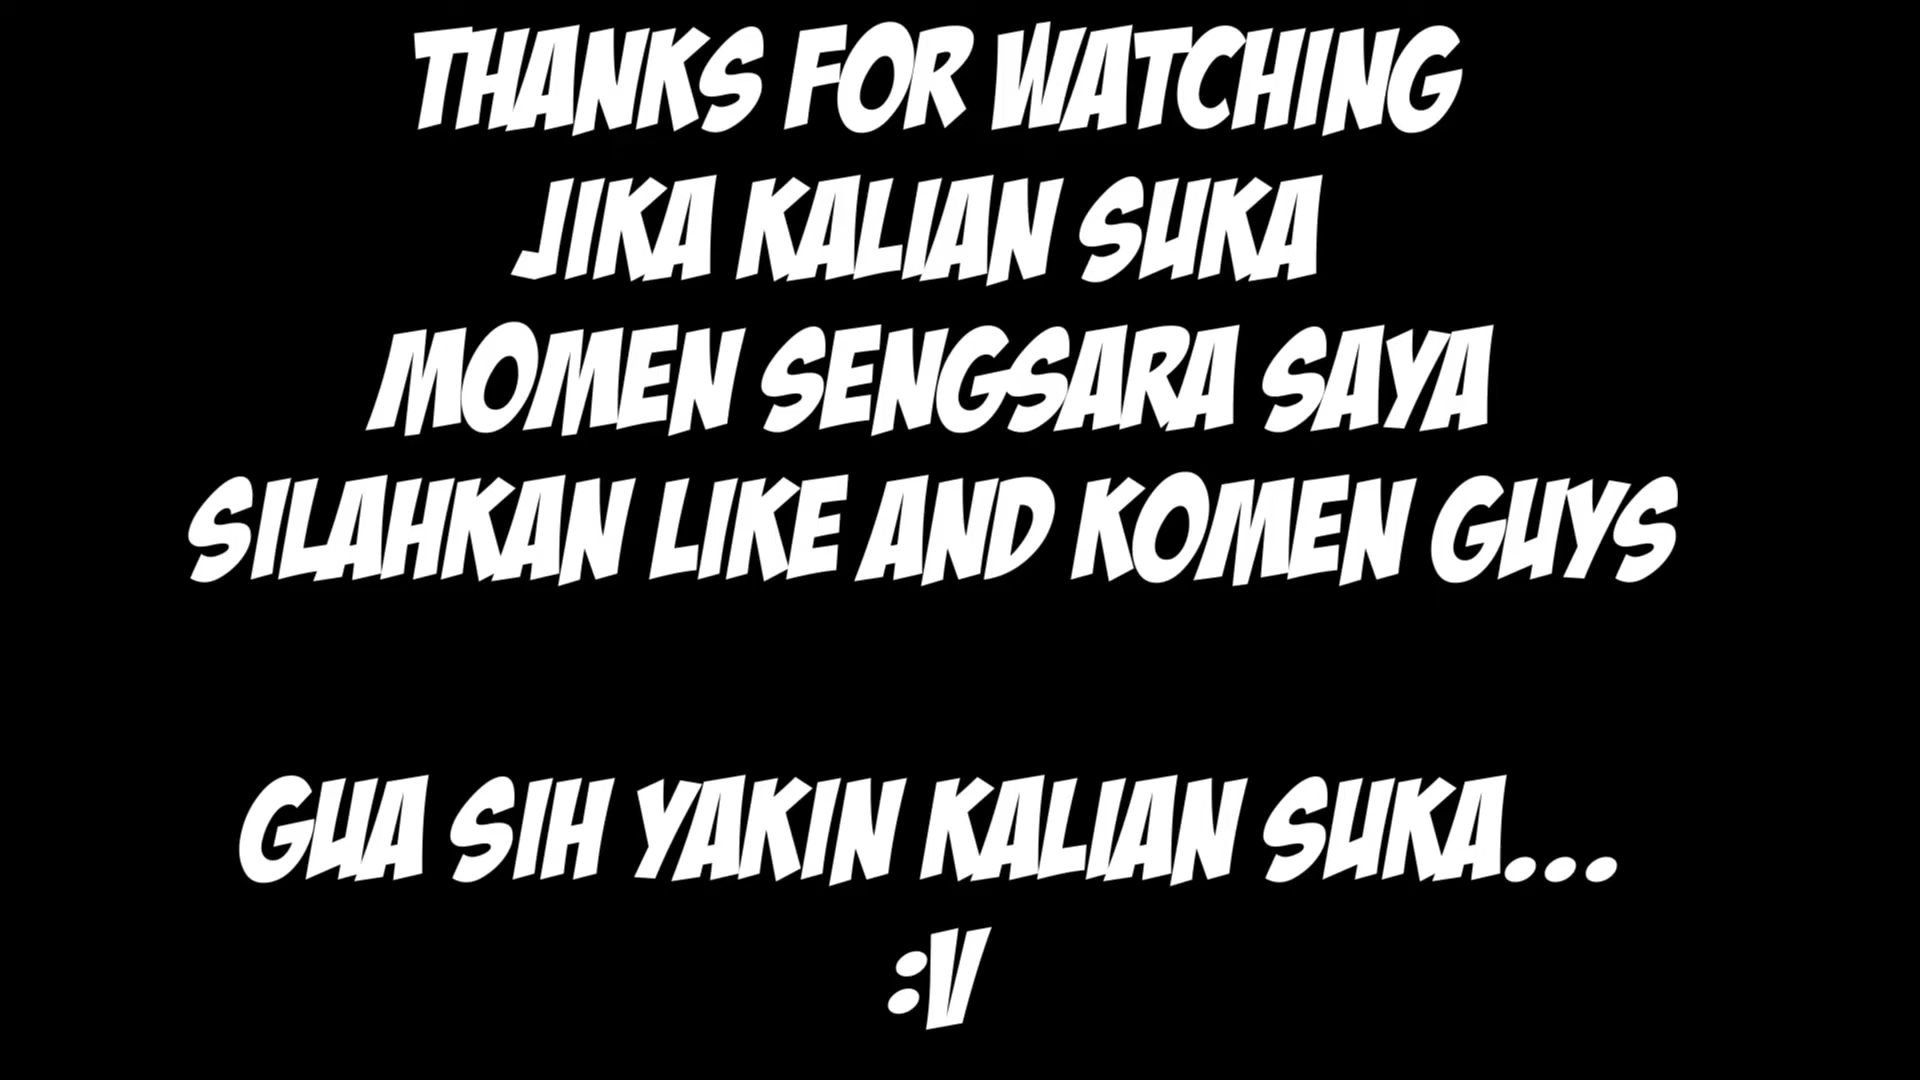 THANKS FOR WATCHING
JIKA KALIAN SUKA
MOMEN SENGSARA SAYA
SILAHKAN LIKE AND KOMEN GUYS
GUA SIH YAKIN KALIAN SUKA...
:V